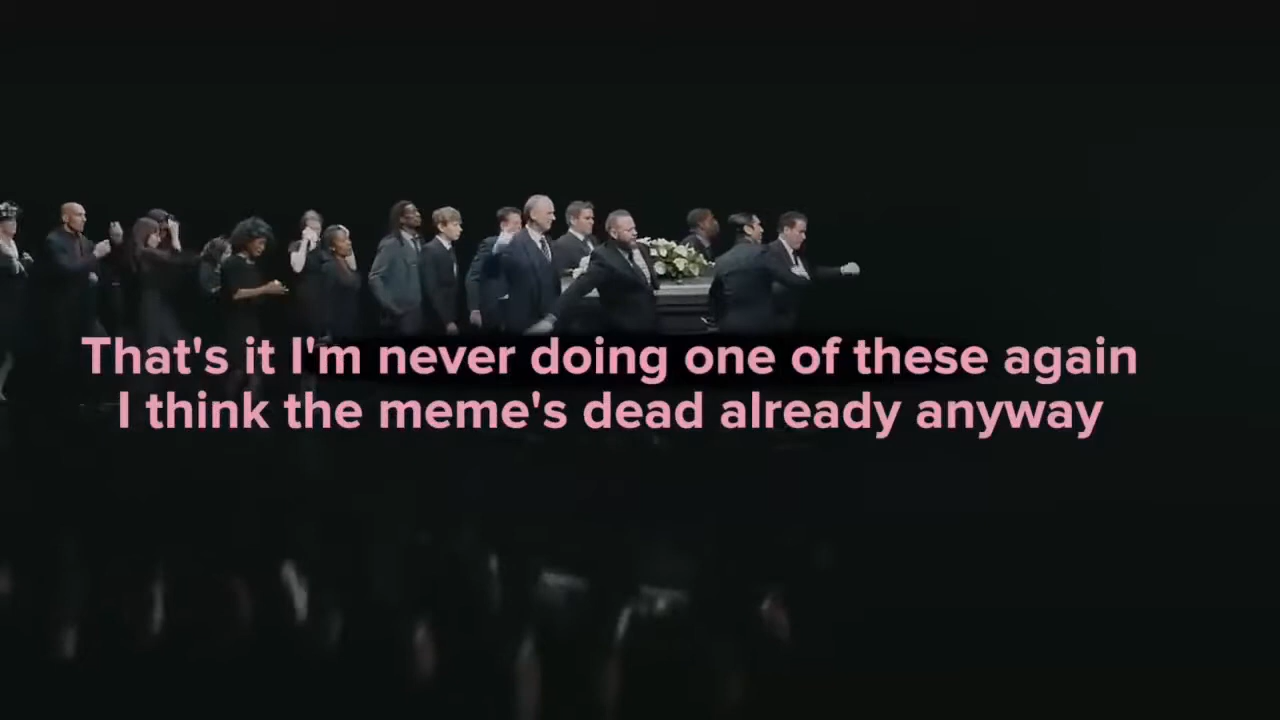 That's it I'm never doing one of these again
I think the meme's dead already anyway